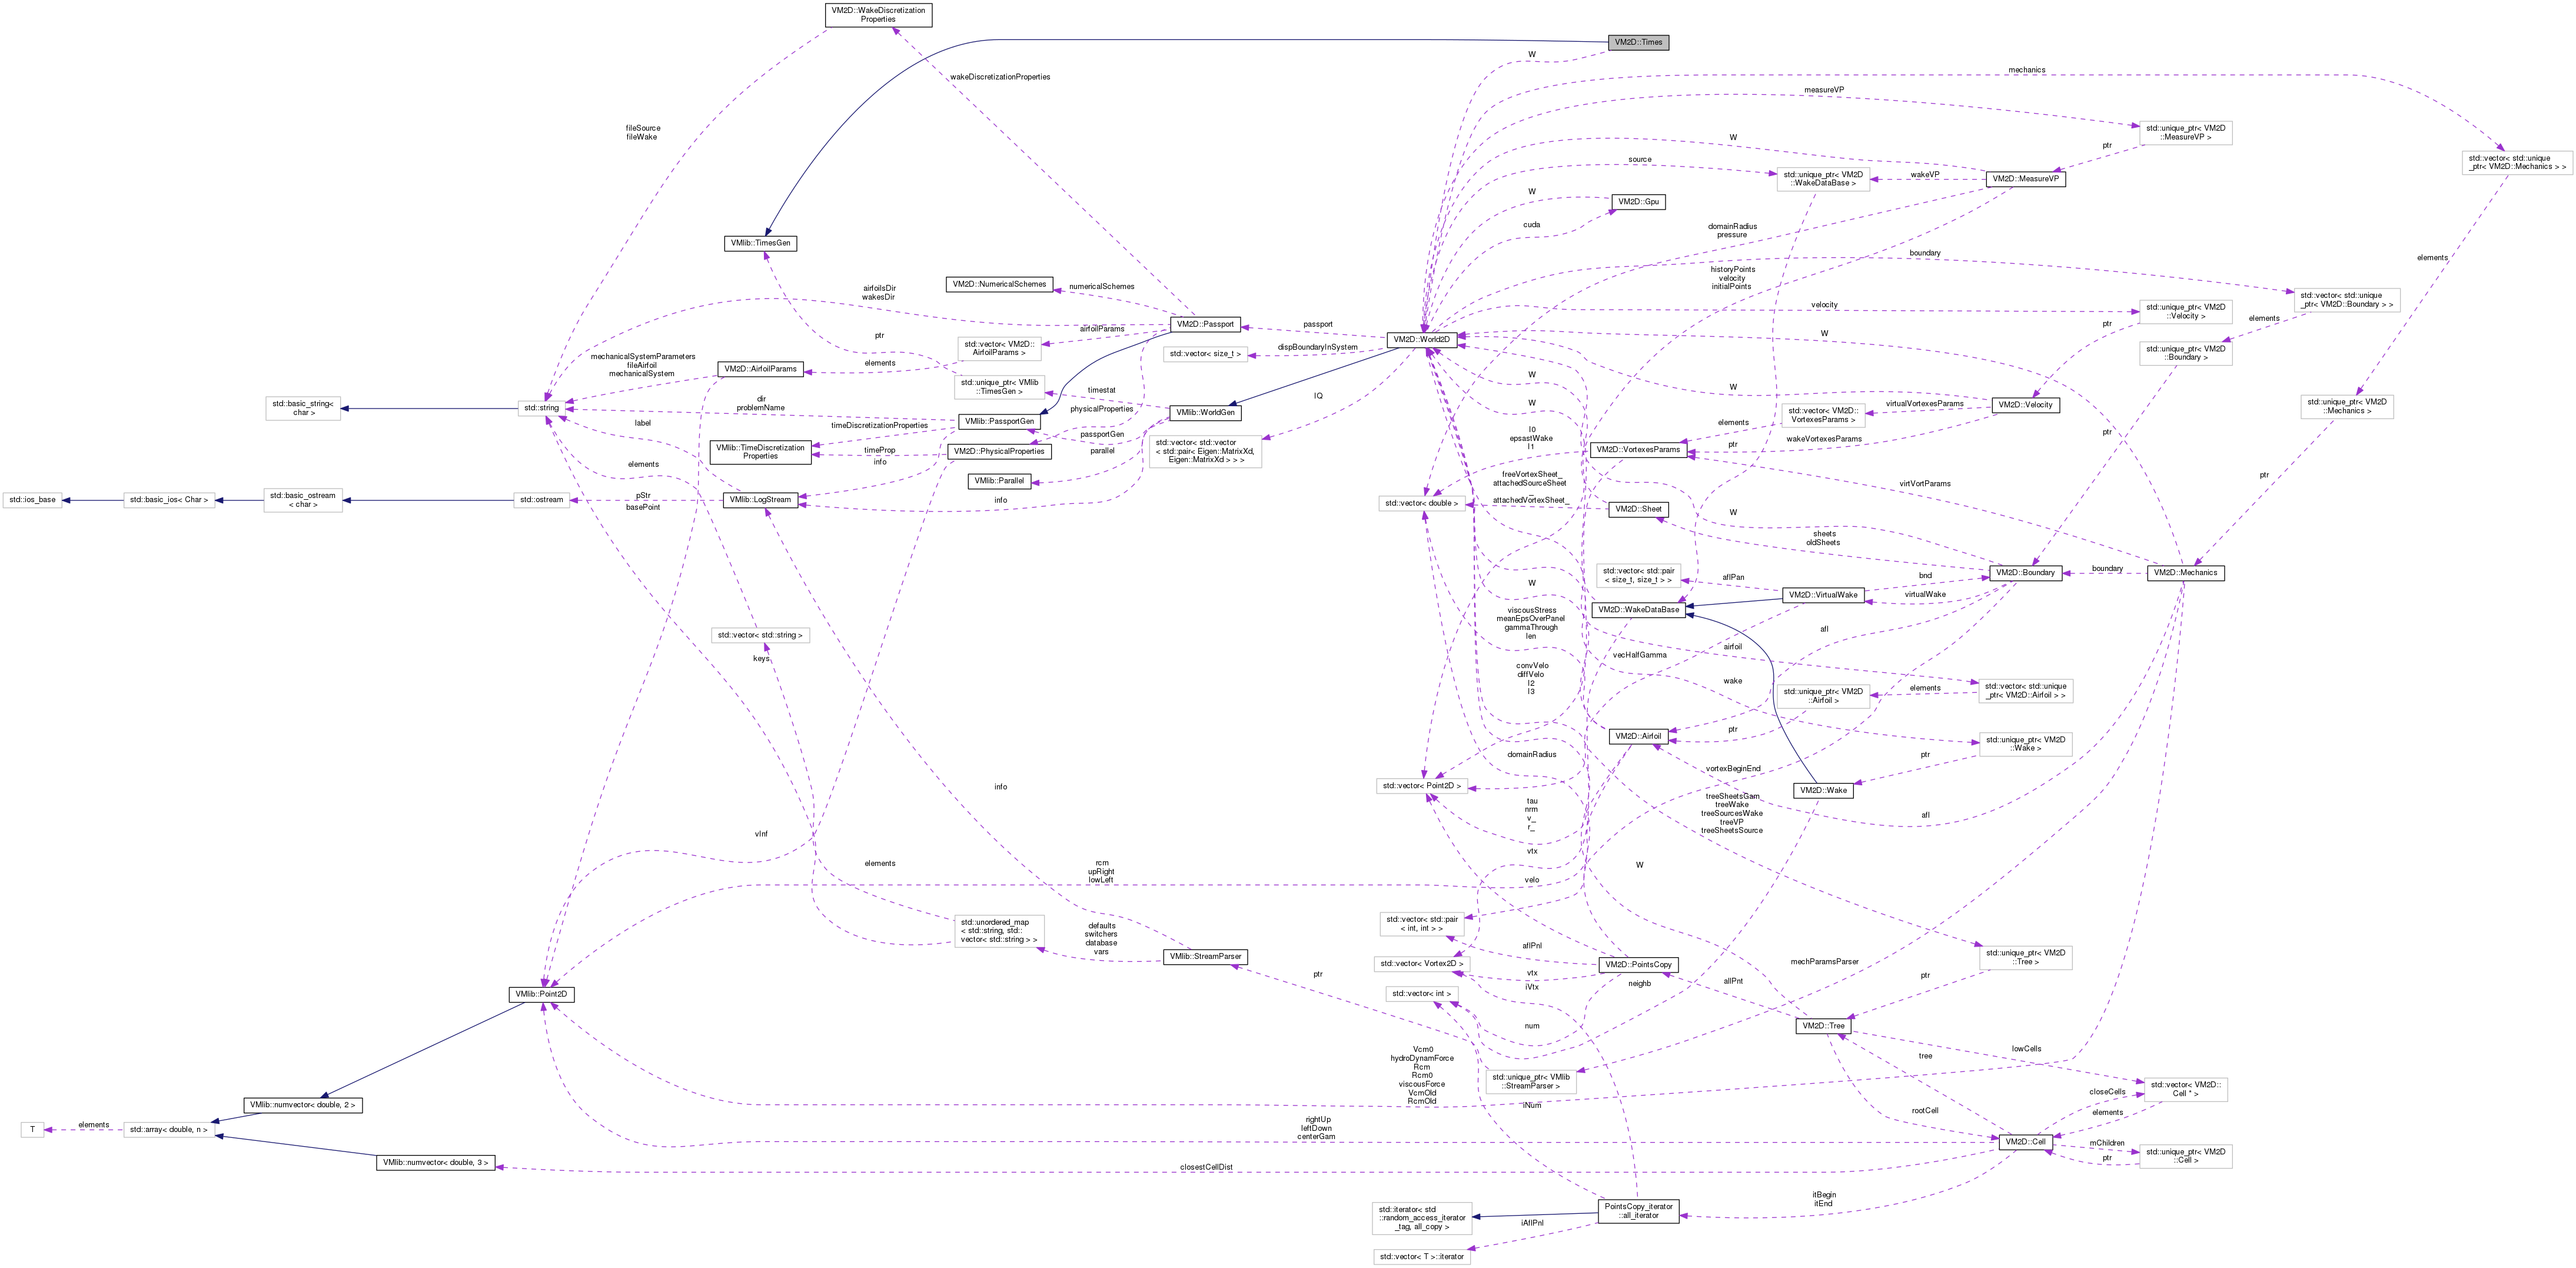 VM2D::WakeDiscretization
Properties
VM2D::Times
W
mechanics
wakeDiscretizationProperties
measureVP
fileSource
fileWake
std::unique_ptr< VM2D
::MeasureVP >
W
ptr
source
std::vector< std::unique
_ptr< VM2D::Mechanics > >
std::unique_ptr< VM2D
::WakeDataBase >
wakeVP
VM2D::MeasureVP
W
VM2D::Gpu
cuda
domainRadius
pressure
VMlib::TimesGen
boundary
elements
historyPoints
velocity
initialPoints
VM2D::NumericalSchemes
numericalSchemes
airfoilsDir
wakesDir
std::vector< std::unique
_ptr< VM2D::Boundary > >
velocity
std::unique_ptr< VM2D
::Velocity >
elements
ptr
VM2D::Passport
passport
airfoilParams
ptr
W
VM2D::World2D
std::vector< VM2D::
AirfoilParams >
std::vector< size_t >
dispBoundaryInSystem
std::unique_ptr< VM2D
::Boundary >
mechanicalSystemParameters
fileAirfoil
mechanicalSystem
VM2D::AirfoilParams
elements
W
W
std::unique_ptr< VMlib
::TimesGen >
timestat
IQ
std::basic_string<
char >
std::string
dir
problemName
physicalProperties
VMlib::WorldGen
W
std::vector< VM2D::
VortexesParams >
virtualVortexesParams
VM2D::Velocity
std::unique_ptr< VM2D
::Mechanics >
label
timeDiscretizationProperties
VMlib::PassportGen
passportGen
elements
wakeVortexesParams
ptr
I0
epsastWake
I1
VMlib::TimeDiscretization
Properties
timeProp
info
VM2D::PhysicalProperties
parallel
std::vector< std::vector
< std::pair< Eigen::MatrixXd,
Eigen::MatrixXd > > >
VM2D::VortexesParams
ptr
elements
VMlib::Parallel
freeVortexSheet_
attachedSourceSheet
_
attachedVortexSheet_
virtVortParams
ptr
std::ios_base
std::basic_ios< Char >
std::basic_ostream
< char >
std::ostream
pStr
basePoint
VMlib::LogStream
info
std::vector< double >
VM2D::Sheet
W
sheets
oldSheets
std::vector< std::pair
< size_t, size_t > >
aflPan
bnd
VM2D::Boundary
boundary
VM2D::Mechanics
W
VM2D::VirtualWake
virtualWake
viscousStress
meanEpsOverPanel
gammaThrough
len
VM2D::WakeDataBase
std::vector< std::string >
afl
keys
vecHalfGamma
airfoil
convVelo
diffVelo
I2
I3
wake
std::unique_ptr< VM2D
::Airfoil >
elements
std::vector< std::unique
_ptr< VM2D::Airfoil > >
ptr
VM2D::Airfoil
std::unique_ptr< VM2D
::Wake >
domainRadius
ptr
vortexBeginEnd
info
std::vector< Point2D >
VM2D::Wake
treeSheetsGam
treeWake
treeSourcesWake
treeVP
treeSheetsSource
tau
nrm
v_
r_
afl
vInf
vtx
elements
rcm
upRight
lowLeft
W
velo
std::unordered_map
< std::string, std::
vector< std::string > >
defaults
switchers
database
vars
std::vector< std::pair
< int, int > >
aflPnl
VMlib::StreamParser
std::vector< Vortex2D >
vtx
VM2D::PointsCopy
mechParamsParser
std::unique_ptr< VM2D
::Tree >
ptr
iVtx
neighb
allPnt
ptr
VMlib::Point2D
std::vector< int >
num
VM2D::Tree
lowCells
Vcm0
hydroDynamForce
Rcm
Rcm0
viscousForce
VcmOld
RcmOld
std::unique_ptr< VMlib
::StreamParser >
tree
closeCells
std::vector< VM2D::
Cell * >
VMlib::numvector< double, 2 >
iNum
rootCell
elements
T
elements
std::array< double, n >
rightUp
leftDown
centerGam
VM2D::Cell
mChildren
ptr
std::unique_ptr< VM2D
::Cell >
VMlib::numvector< double, 3 >
closestCellDist
itBegin
itEnd
std::iterator< std
::random_access_iterator
_tag, all_copy >
PointsCopy_iterator
::all_iterator
iAflPnl
std::vector< T >::iterator